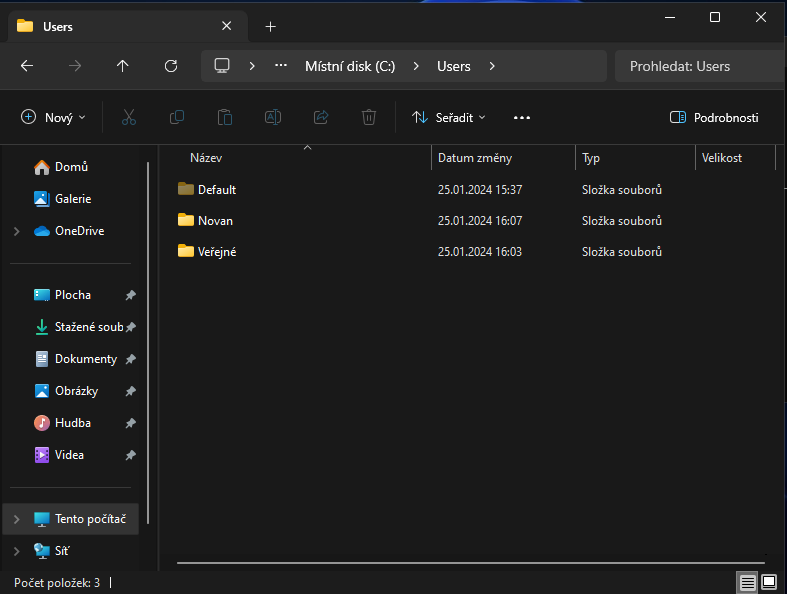 Users
Místní disk (C:) Users Prohledat: Users
Nový Seřadit Podrobnosti
Název Datum změny Typ Velikost
Default 25.01.2024 15:37 Složka souborů
Novan 25.01.2024 16:07 Složka souborů
Veřejné 25.01.2024 16:03 Složka souborů
Domů
Galerie
OneDrive
Plocha
Stažené soub
Dokumenty
Obrázky
Hudba
Videa
Tento počítač
Síť
Počet položek: 3